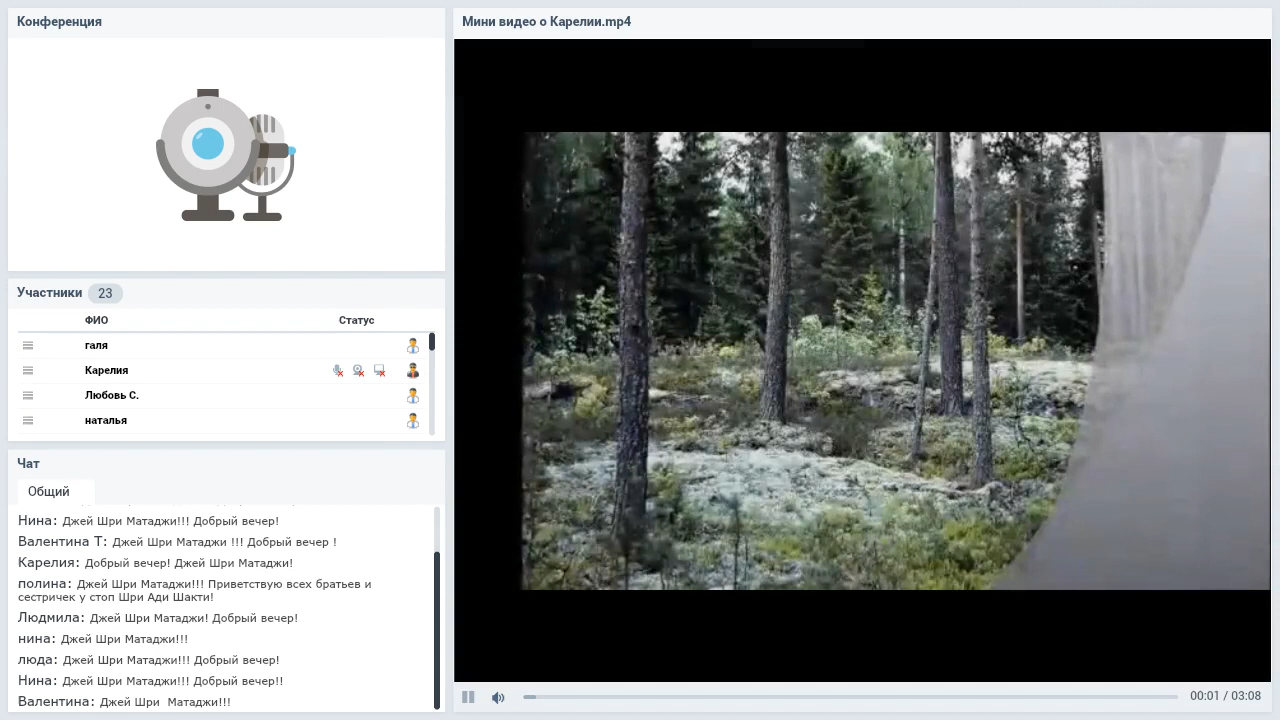 Конференция
Мини видео о Карелии.mp4
Участники 23
ФИО Статус
галя
Карелия
Любовь С.
наталья
Чат
Общий
Нина: Джей Шри Матаджи!!! Добрый вечер!
Валентина Т: Джей Шри Матаджи !!! Добрый вечер !
Карелия: Добрый вечер! Джей Шри Матаджи!
полина: Джей Шри Матаджи!!! Приветствую всех братьев и
сестричек у стоп Шри Ади Шакти!
Людмила: Джей Шри Матаджи! Добрый вечер!
нина: Джей Шри Матаджи!!!
люда: Джей Шри Матаджи!!! Добрый вечер!
Нина: Джей Шри Матаджи!!! Добрый вечер!!
Валентина: Джей Шри  Матаджи!!!
00:01 / 03:08